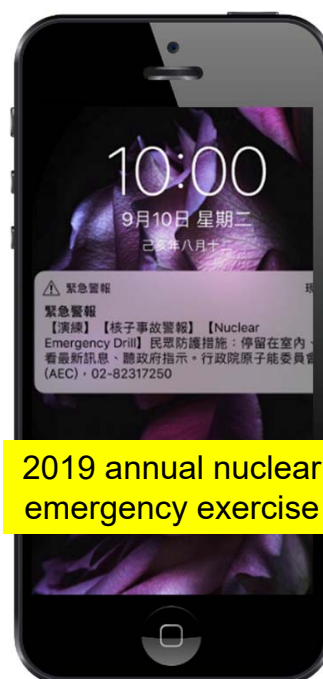 10:00
9月10日 星期二
己亥年八月十二
緊急警報
現
緊急警報
【演練】【核子事故警報】【Nuclear
Emergency Drill】民眾防護措施：停留在室內、
看最新訊息、聽政府指示。行政院原子能委員會
(AEC)，02-82317250
2019 annual nuclear
emergency exercise